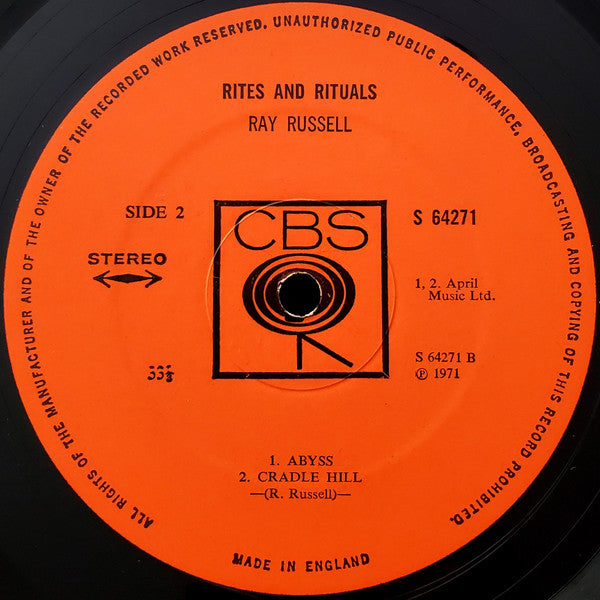 ALL RIGHTS OF THE MANUFACTURER AND OF THE OWNER OF THE RECORDED WORK RESERVED. UNAUTHORIZED PUBLIC PERFORMANCE, BROADCASTING AND COPYING OF THIS RECORD PROHIBITED.
RITES AND RITUALS
RAY RUSSELL
SIDE 2
CBS
S 64271
STEREO
1, 2. April
Music Ltd.
33⅓
S 64271 B
℗ 1971
1. ABYSS
2. CRADLE HILL
—(R. Russell)—
MADE IN ENGLAND